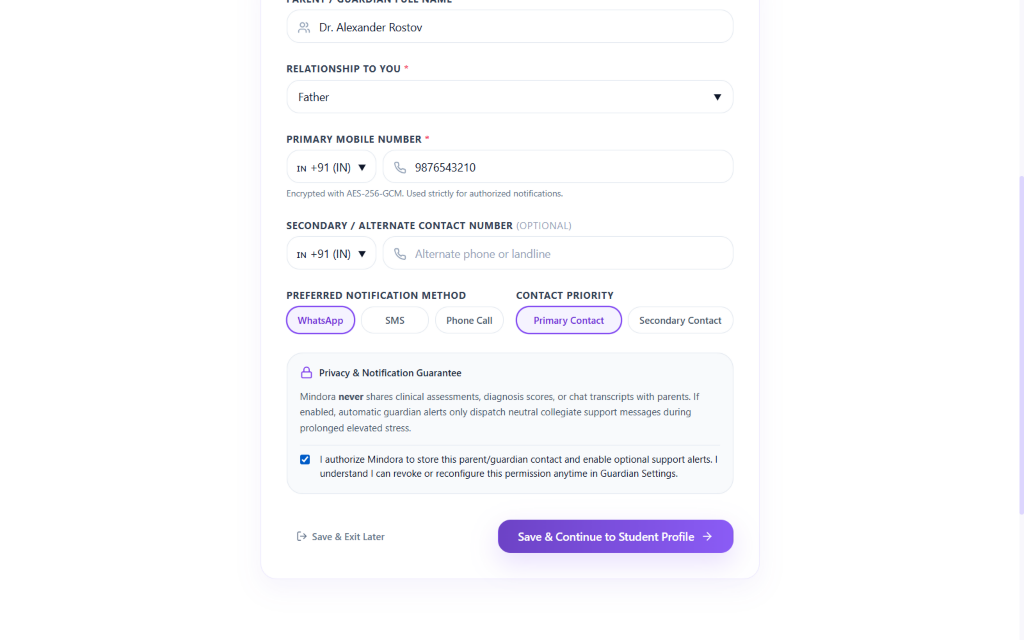 PARENT / GUARDIAN FULL NAME
Dr. Alexander Rostov
RELATIONSHIP TO YOU *
Father
PRIMARY MOBILE NUMBER *
IN +91 (IN) ▼ 9876543210
Encrypted with AES-256-GCM. Used strictly for authorized notifications.
SECONDARY / ALTERNATE CONTACT NUMBER (OPTIONAL)
IN +91 (IN) ▼ Alternate phone or landline
PREFERRED NOTIFICATION METHOD CONTACT PRIORITY
WhatsApp SMS Phone Call Primary Contact Secondary Contact
Privacy & Notification Guarantee
Mindora never shares clinical assessments, diagnosis scores, or chat transcripts with parents. If
enabled, automatic guardian alerts only dispatch neutral collegiate support messages during
prolonged elevated stress.
I authorize Mindora to store this parent/guardian contact and enable optional support alerts. I
understand I can revoke or reconfigure this permission anytime in Guardian Settings.
Save & Exit Later Save & Continue to Student Profile →